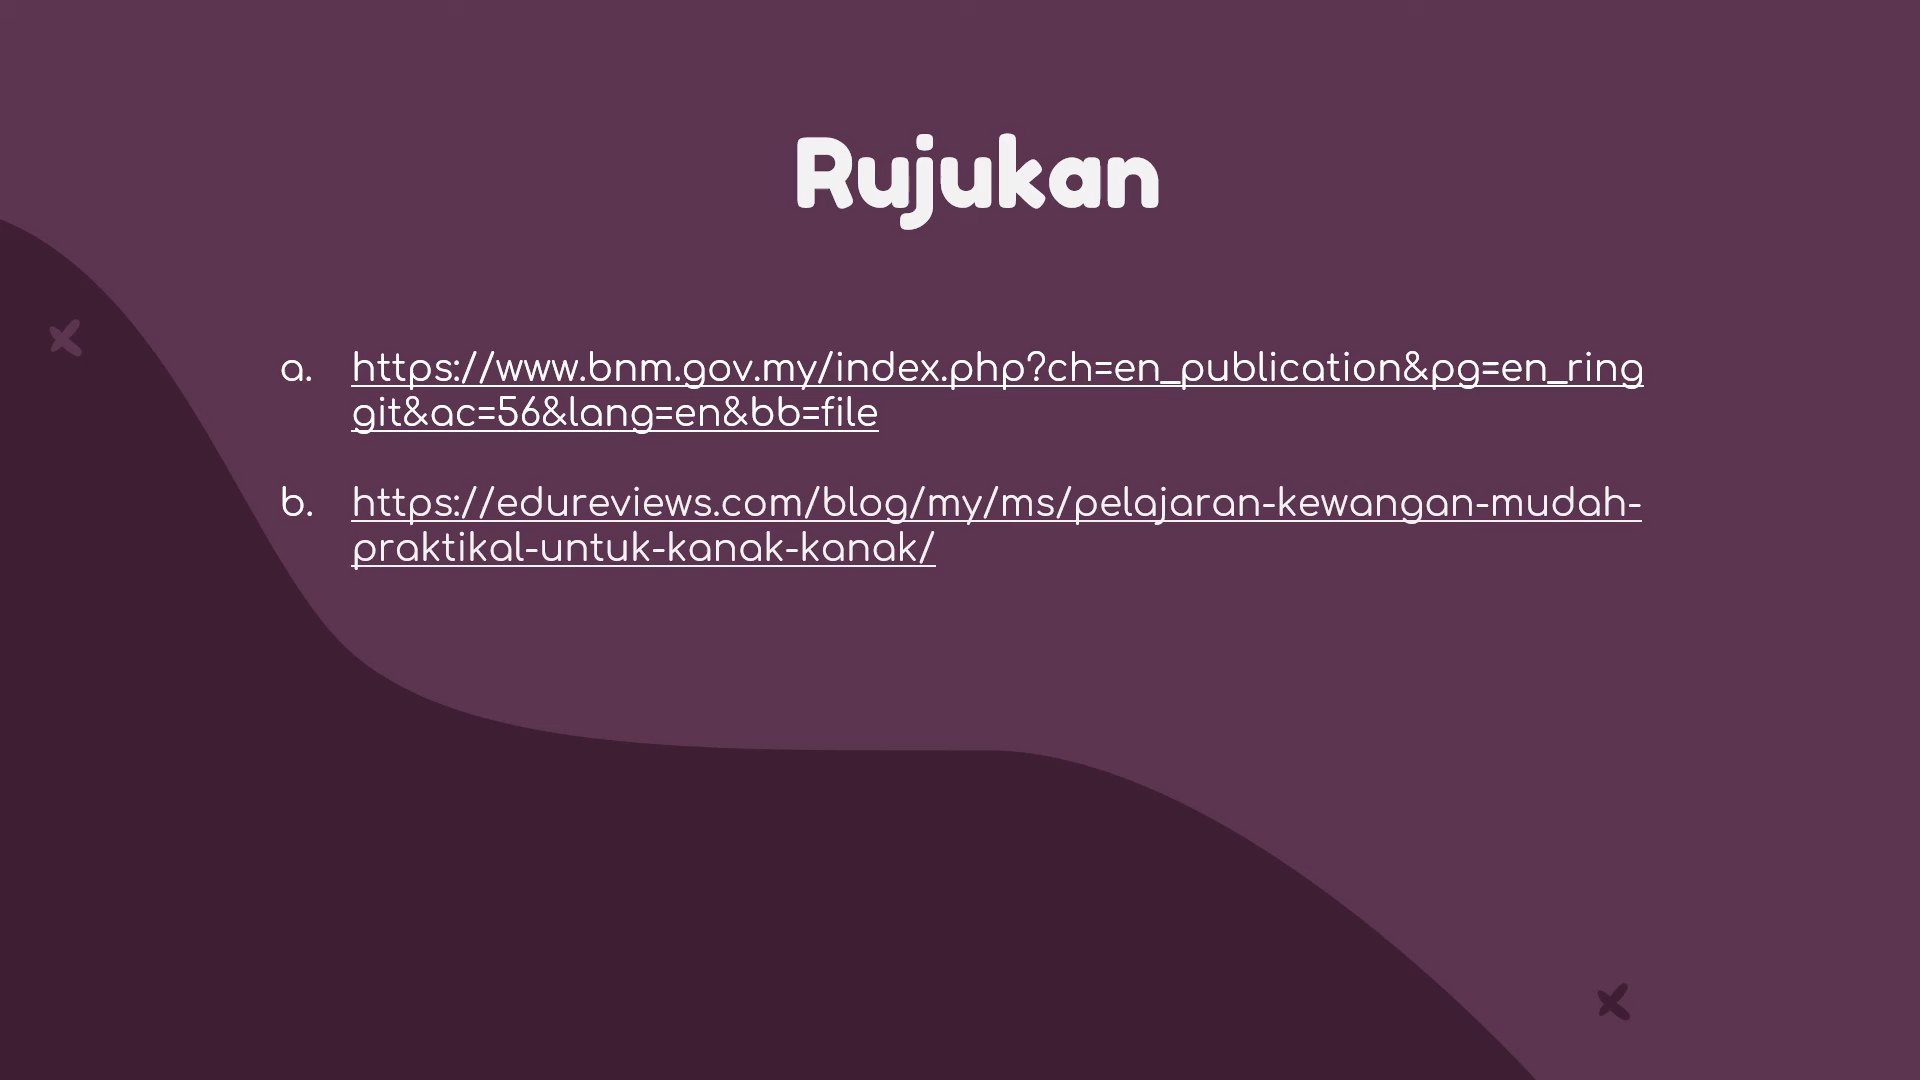 Rujukan
a. https://www.bnm.gov.my/index.php?ch=en_publication&pg=en_ring
git&ac=56&lang=en&bb=file
b. https://edureviews.com/blog/my/ms/pelajaran-kewangan-mudah-
praktikal-untuk-kanak-kanak/